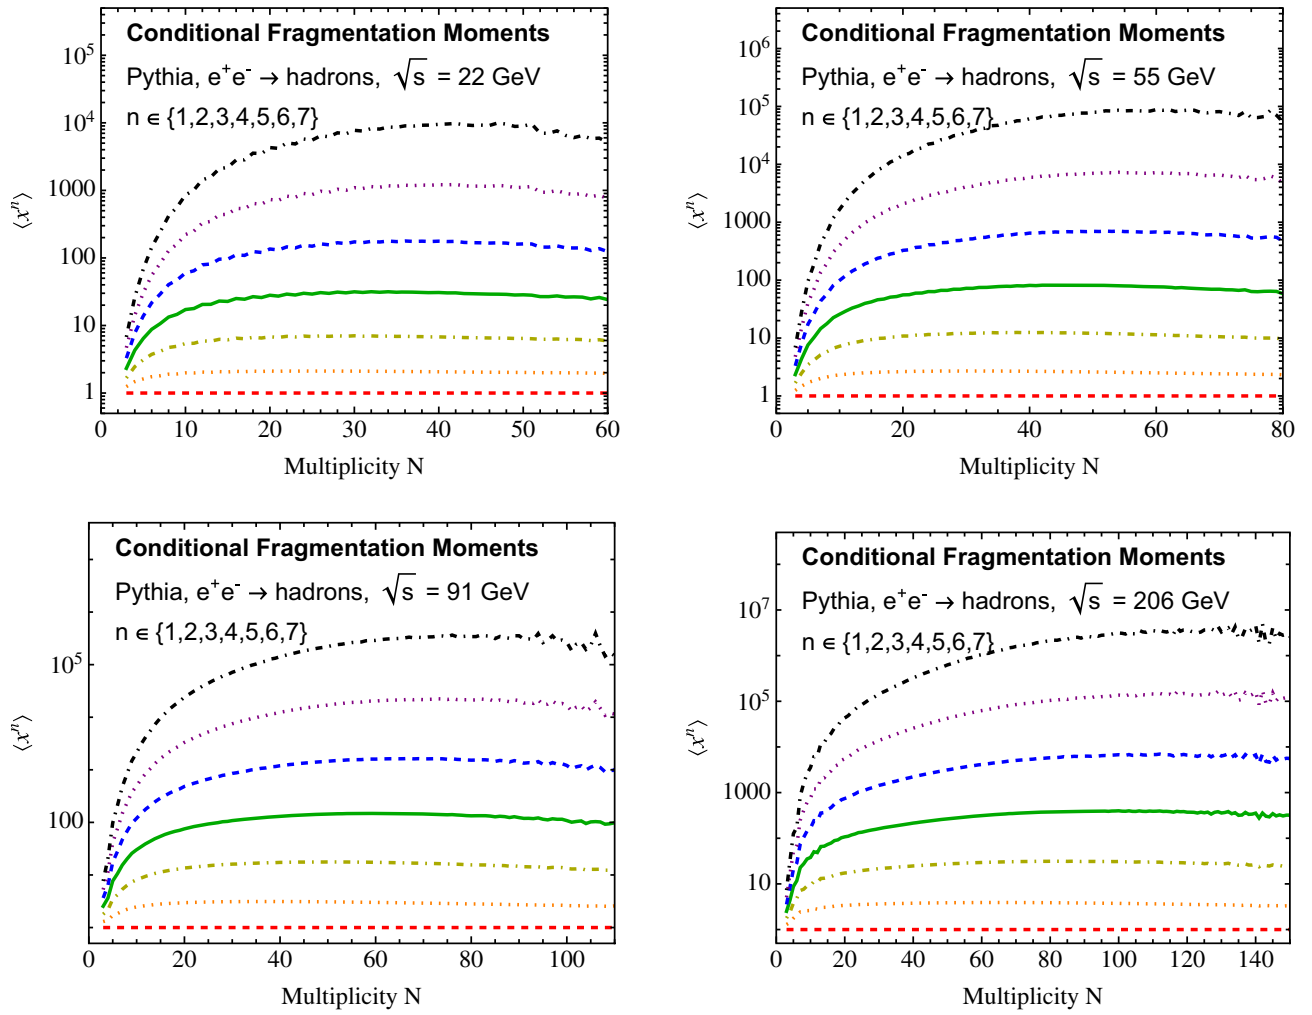 Conditional Fragmentation Moments
Pythia, e⁺e⁻ → hadrons, √s = 22 GeV
n ∈ {1,2,3,4,5,6,7}
10⁵
10⁴
1000
100
10
1
⟨xⁿ⟩
0 10 20 30 40 50 60
Multiplicity N
Conditional Fragmentation Moments
Pythia, e⁺e⁻ → hadrons, √s = 55 GeV
n ∈ {1,2,3,4,5,6,7}
10⁶
10⁵
10⁴
1000
100
10
1
⟨xⁿ⟩
0 20 40 60 80
Multiplicity N
Conditional Fragmentation Moments
Pythia, e⁺e⁻ → hadrons, √s = 91 GeV
n ∈ {1,2,3,4,5,6,7}
10⁵
100
⟨xⁿ⟩
0 20 40 60 80 100
Multiplicity N
Conditional Fragmentation Moments
Pythia, e⁺e⁻ → hadrons, √s = 206 GeV
n ∈ {1,2,3,4,5,6,7}
10⁷
10⁵
1000
10
⟨xⁿ⟩
0 20 40 60 80 100 120 140
Multiplicity N